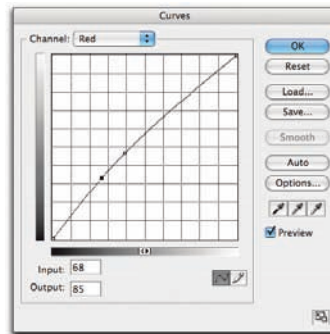 Curves
Channel: Red
OK
Reset
Load...
Save...
Smooth
Auto
Options...
Preview
Input: 68
Output: 85